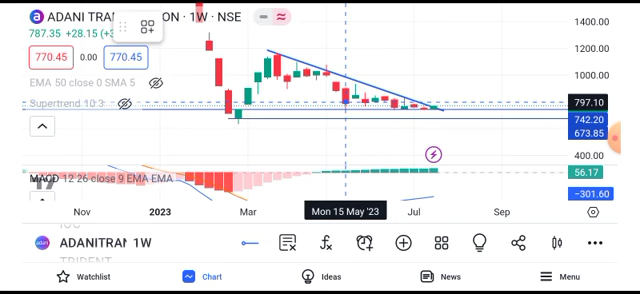 ADANI TRA ON · 1W · NSE
787.35 +28.15 (+3
770.45 0.00 770.45
EMA 50 close 0 SMA 5
Supertrend 10 3
MACD 12 26 close 9 EMA EMA
1400.00
1200.00
1000.00
797.10
742.20
673.85
400.00
56.17
−301.60
Nov 2023 Mar Mon 15 May '23 Jul Sep
adani ADANITRAN 1W
TRIDENT
Watchlist Chart Ideas News Menu